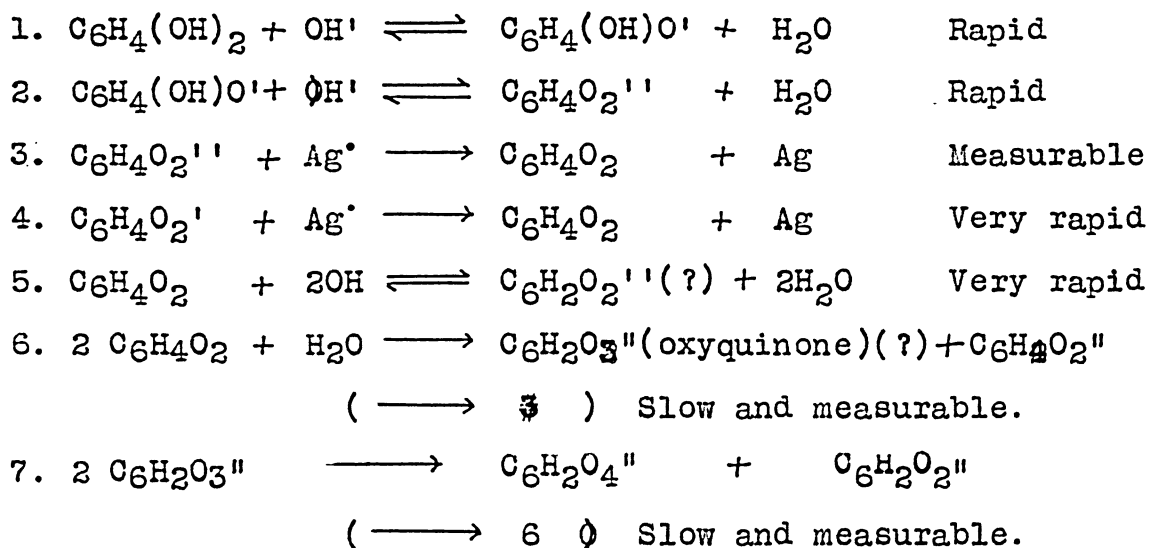 1. C₆H₄(OH)₂ + OH' ⇌ C₆H₄(OH)O' + H₂O Rapid
2. C₆H₄(OH)O' + OH' ⇌ C₆H₄O₂'' + H₂O Rapid
3. C₆H₄O₂'' + Ag• ⟶ C₆H₄O₂ + Ag Measurable
4. C₆H₄O₂' + Ag• ⟶ C₆H₄O₂ + Ag Very rapid
5. C₆H₄O₂ + 2OH ⇌ C₆H₂O₂''(?) + 2H₂O Very rapid
6. 2 C₆H₄O₂ + H₂O ⟶ C₆H₂O₃"(oxyquinone)(?)+C₆H₄O₂"
( ⟶ 3 ) Slow and measurable.
7. 2 C₆H₂O₃" ⟶ C₆H₂O₄" + C₆H₂O₂"
( ⟶ 6 ) Slow and measurable.